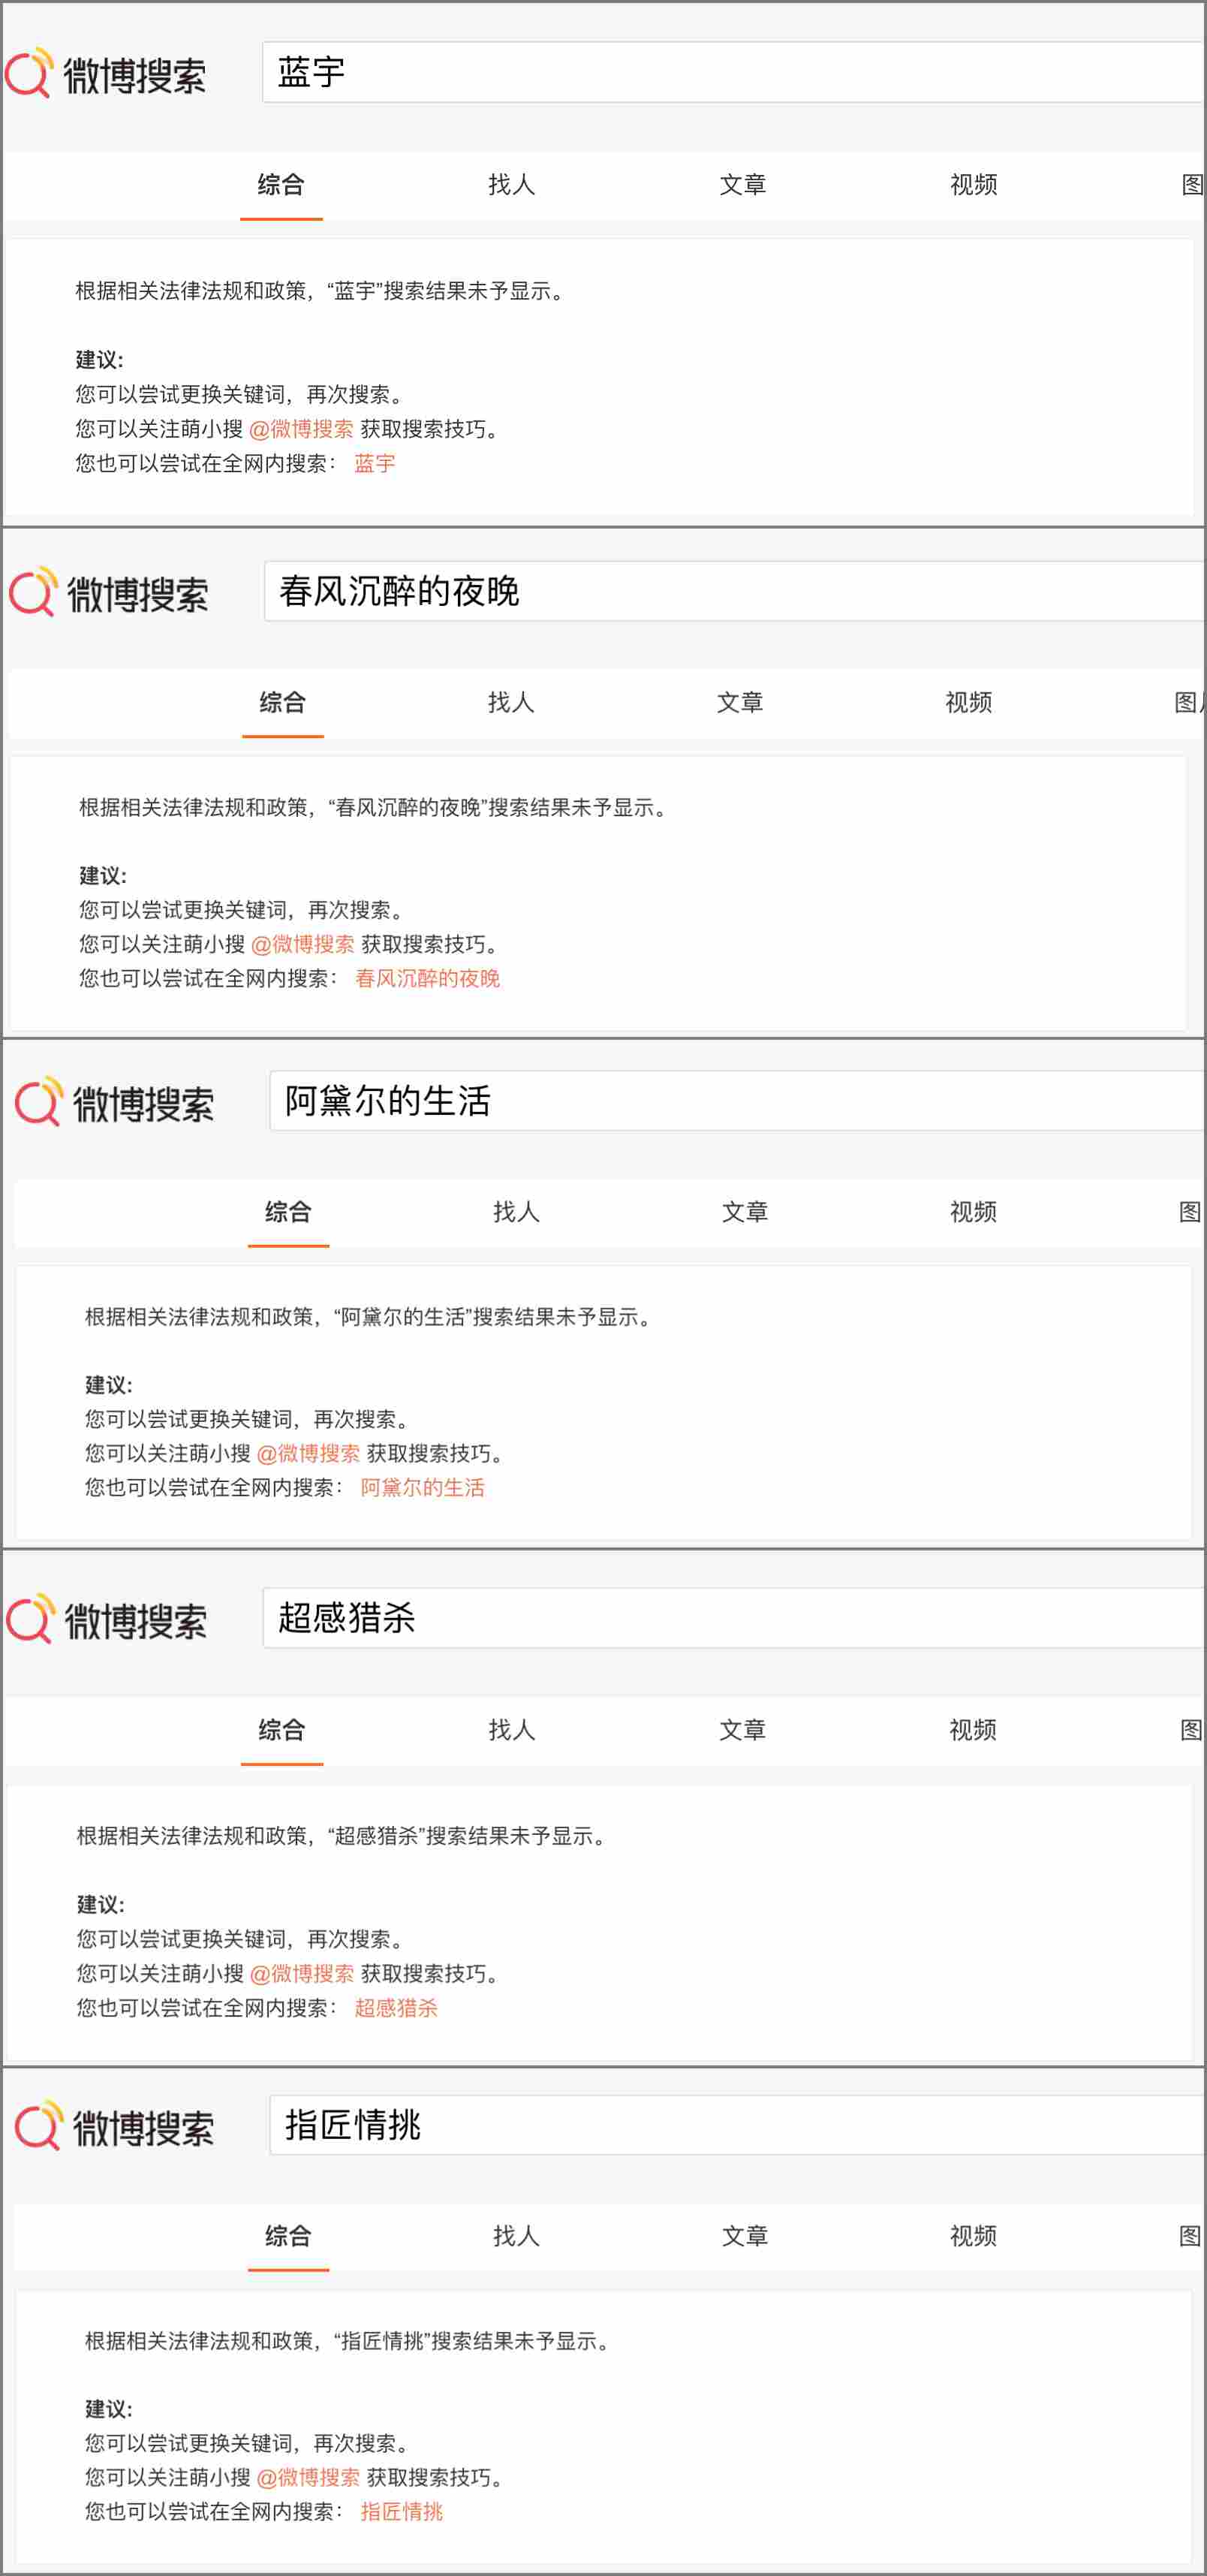 微博搜索 蓝宇
综合 找人 文章 视频 图
根据相关法律法规和政策，“蓝宇”搜索结果未予显示。
建议:
您可以尝试更换关键词，再次搜索。
您可以关注萌小搜 @微博搜索 获取搜索技巧。
您也可以尝试在全网内搜索： 蓝宇
微博搜索 春风沉醉的夜晚
综合 找人 文章 视频 图
根据相关法律法规和政策，“春风沉醉的夜晚”搜索结果未予显示。
建议:
您可以尝试更换关键词，再次搜索。
您可以关注萌小搜 @微博搜索 获取搜索技巧。
您也可以尝试在全网内搜索： 春风沉醉的夜晚
微博搜索 阿黛尔的生活
综合 找人 文章 视频 图
根据相关法律法规和政策，“阿黛尔的生活”搜索结果未予显示。
建议:
您可以尝试更换关键词，再次搜索。
您可以关注萌小搜 @微博搜索 获取搜索技巧。
您也可以尝试在全网内搜索： 阿黛尔的生活
微博搜索 超感猎杀
综合 找人 文章 视频 图
根据相关法律法规和政策，“超感猎杀”搜索结果未予显示。
建议:
您可以尝试更换关键词，再次搜索。
您可以关注萌小搜 @微博搜索 获取搜索技巧。
您也可以尝试在全网内搜索： 超感猎杀
微博搜索 指匠情挑
综合 找人 文章 视频 图
根据相关法律法规和政策，“指匠情挑”搜索结果未予显示。
建议:
您可以尝试更换关键词，再次搜索。
您可以关注萌小搜 @微博搜索 获取搜索技巧。
您也可以尝试在全网内搜索： 指匠情挑